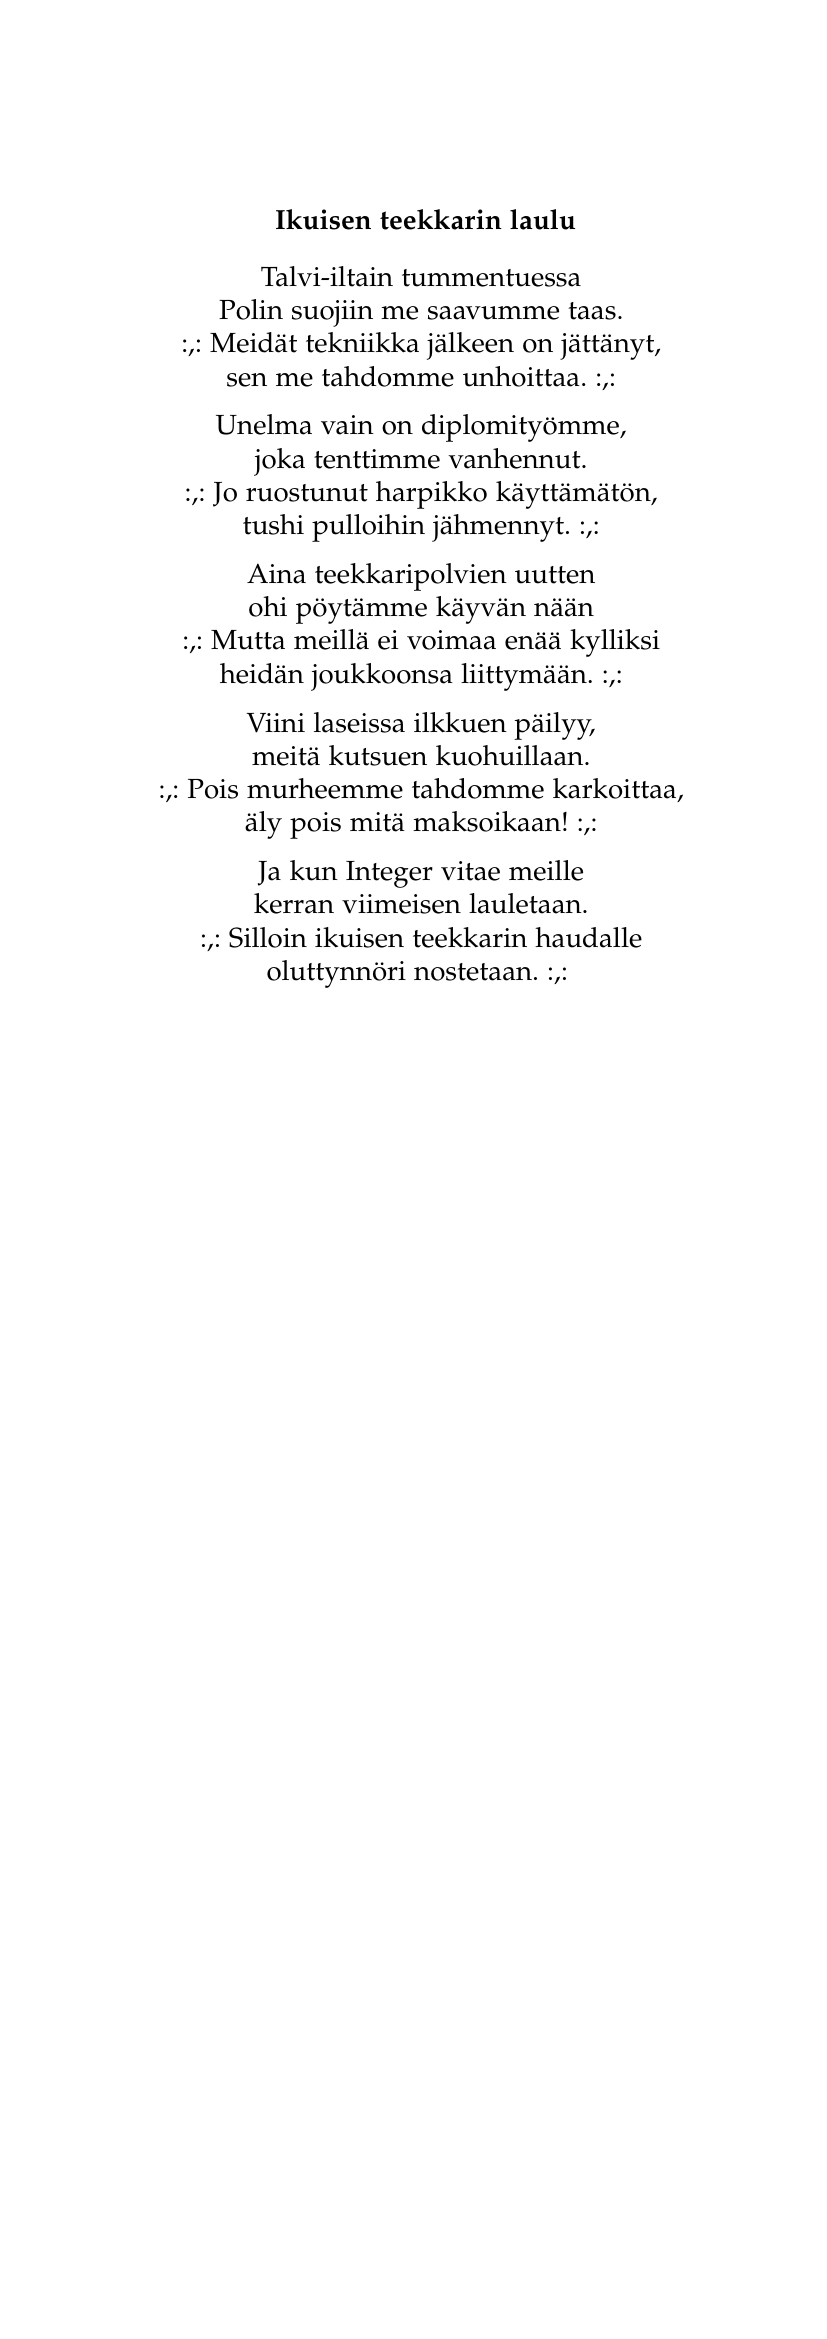 Ikuisen teekkarin laulu
Talvi-iltain tummentuessa
Polin suojiin me saavumme taas.
:,: Meidät tekniikka jälkeen on jättänyt,
sen me tahdomme unhoittaa. :,:
Unelma vain on diplomityömme,
joka tenttimme vanhennut.
:,: Jo ruostunut harpikko käyttämätön,
tushi pulloihin jähmennyt. :,:
Aina teekkaripolvien uutten
ohi pöytämme käyvän nään
:,: Mutta meillä ei voimaa enää kylliksi
heidän joukkoonsa liittymään. :,:
Viini laseissa ilkkuen päilyy,
meitä kutsuen kuohuillaan.
:,: Pois murheemme tahdomme karkoittaa,
äly pois mitä maksoikaan! :,:
Ja kun Integer vitae meille
kerran viimeisen lauletaan.
:,: Silloin ikuisen teekkarin haudalle
oluttynnöri nostetaan. :,: